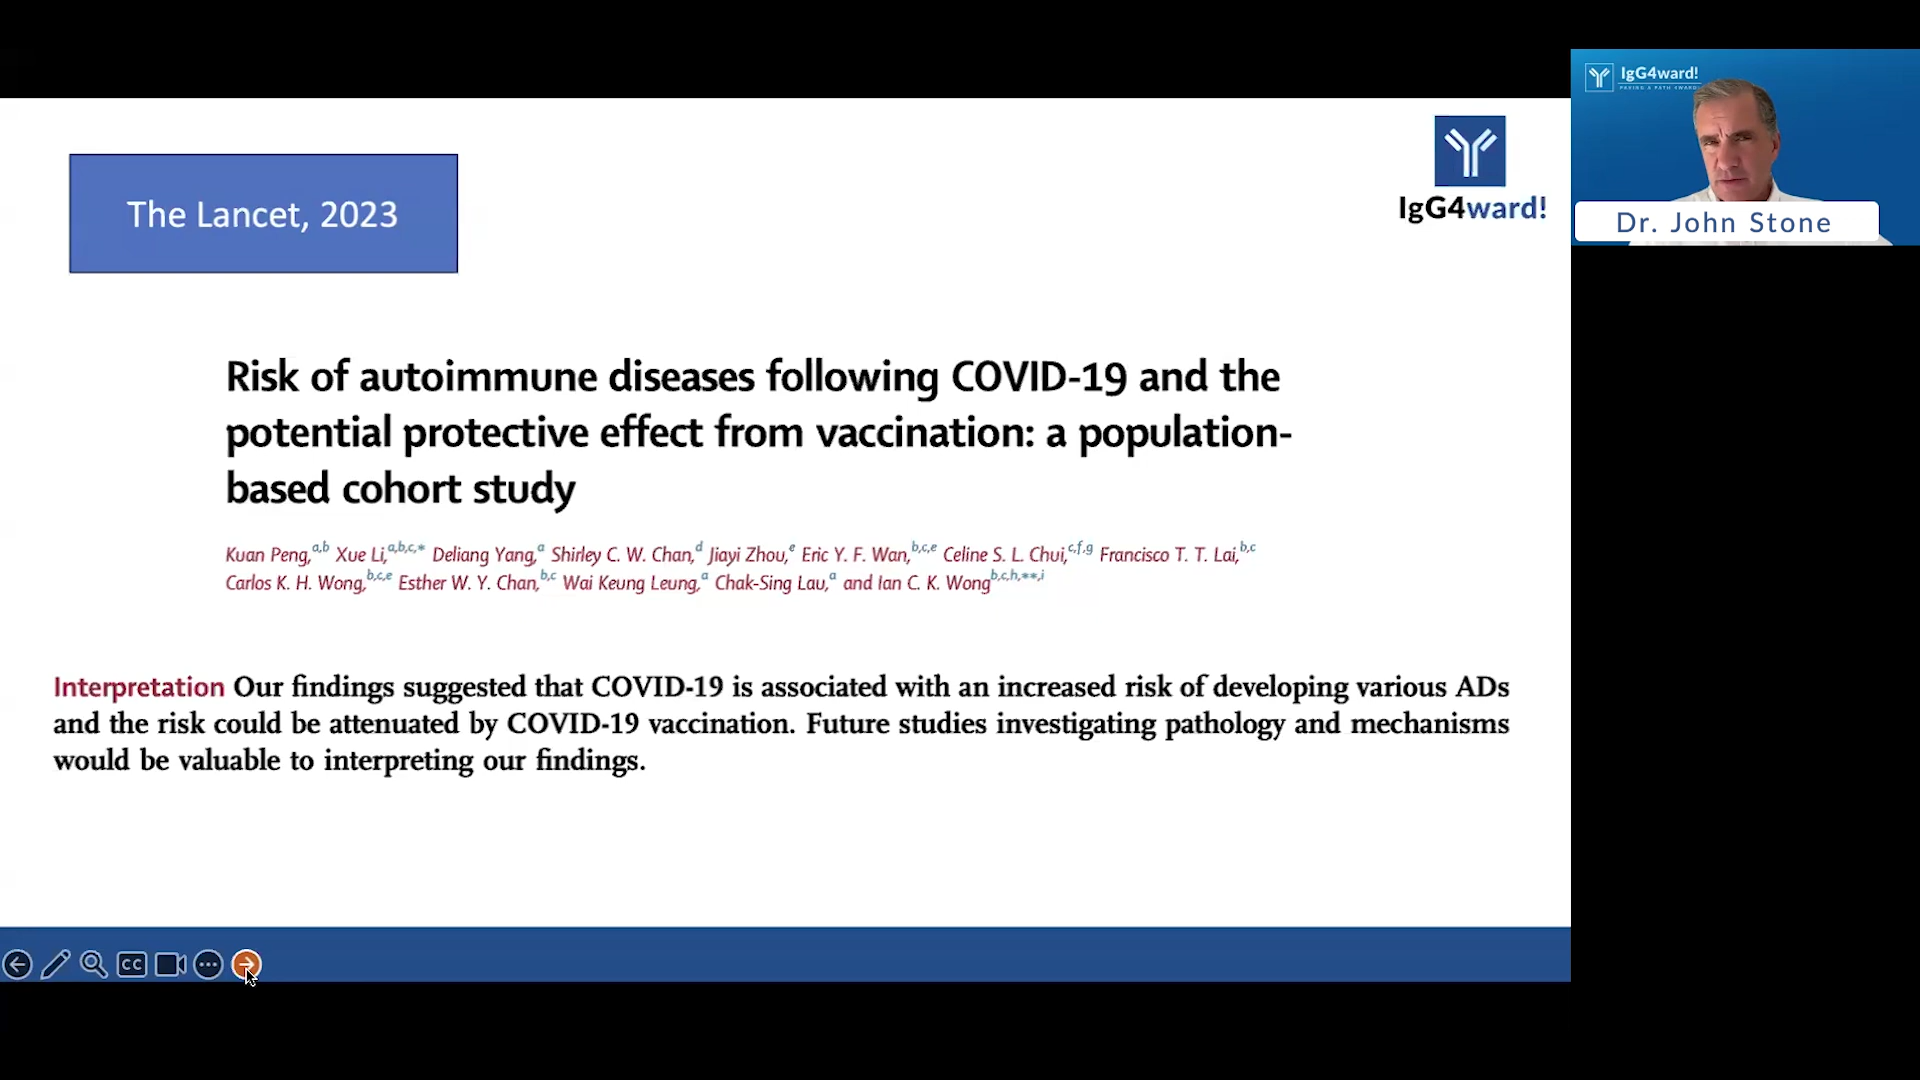 The Lancet, 2023
IgG4ward!
IgG4ward!
Dr. John Stone
Risk of autoimmune diseases following COVID-19 and the
potential protective effect from vaccination: a population-
based cohort study
Kuan Peng,a,b Xue Li,a,b,c,* Deliang Yang,a Shirley C. W. Chan,d Jiayi Zhou,e Eric Y. F. Wan,b,c,e Celine S. L. Chui,c,f,g Francisco T. T. Lai,b,c
Carlos K. H. Wong,b,c,e Esther W. Y. Chan,b,c Wai Keung Leung,a Chak-Sing Lau,a and Ian C. K. Wongb,c,h,**,i
Interpretation Our findings suggested that COVID-19 is associated with an increased risk of developing various ADs
and the risk could be attenuated by COVID-19 vaccination. Future studies investigating pathology and mechanisms
would be valuable to interpreting our findings.
CC